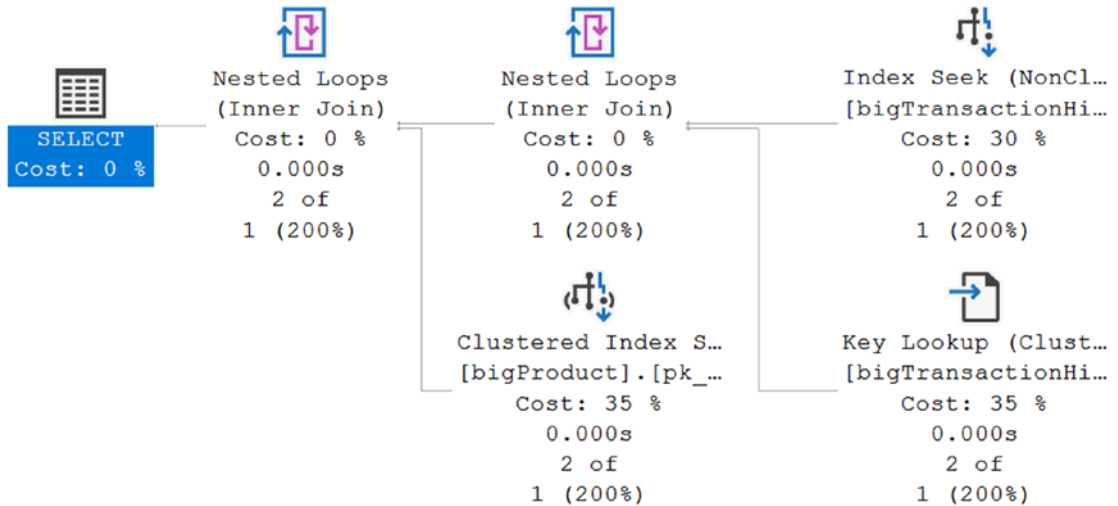 SELECT
Cost: 0 %
Nested Loops
(Inner Join)
Cost: 0 %
0.000s
2 of
1 (200%)
Nested Loops
(Inner Join)
Cost: 0 %
0.000s
2 of
1 (200%)
Index Seek (NonCl…
[bigTransactionHi…
Cost: 30 %
0.000s
2 of
1 (200%)
Clustered Index S…
[bigProduct].[pk_…
Cost: 35 %
0.000s
2 of
1 (200%)
Key Lookup (Clust…
[bigTransactionHi…
Cost: 35 %
0.000s
2 of
1 (200%)